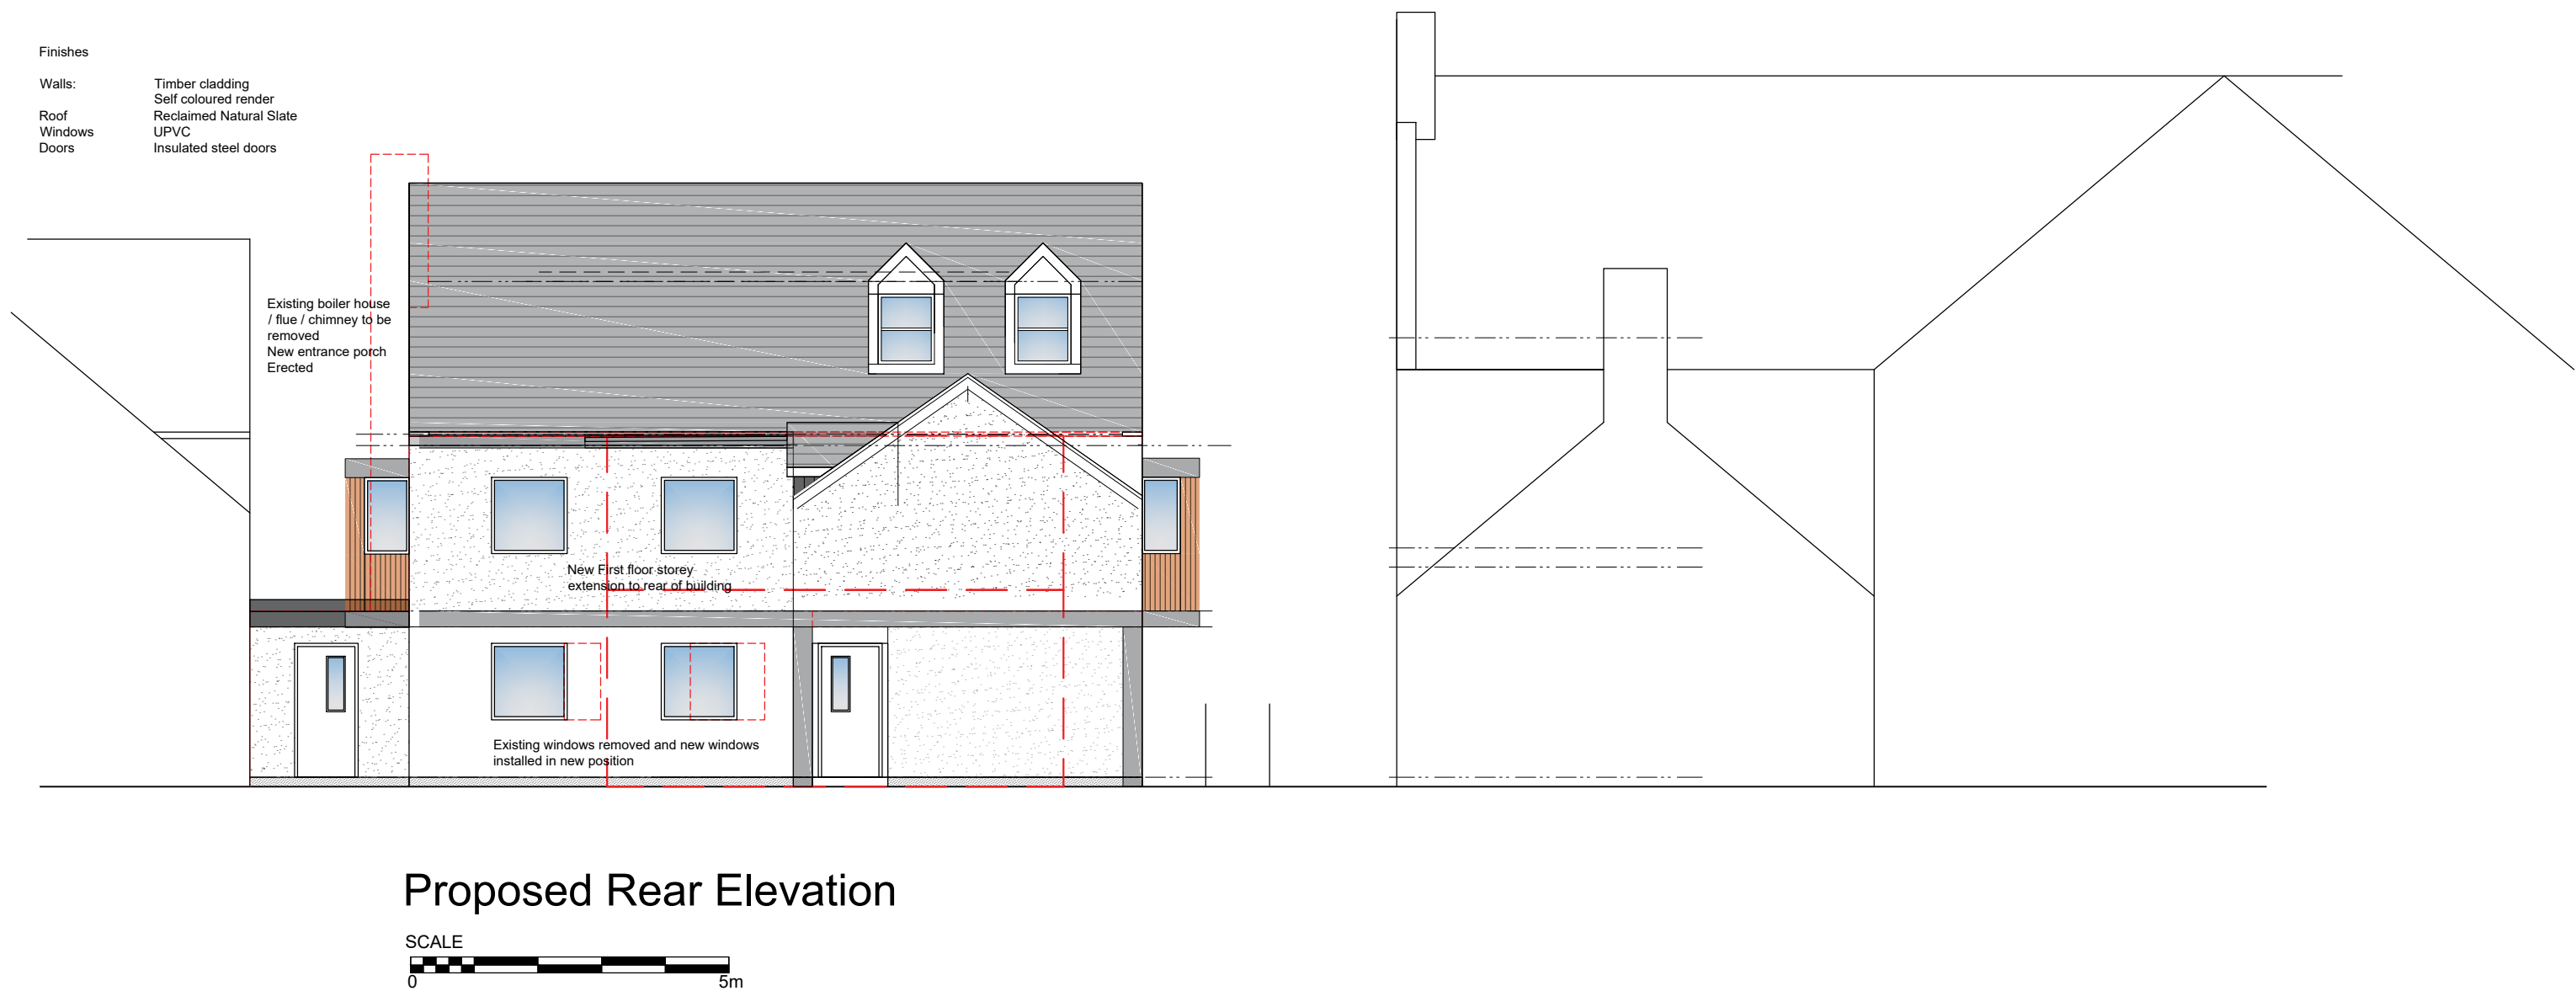 Finishes
Walls: Timber cladding
Self coloured render
Roof Reclaimed Natural Slate
Windows UPVC
Doors Insulated steel doors
Existing boiler house
/ flue / chimney to be
removed
New entrance porch
Erected
New First floor storey
extension to rear of building
Existing windows removed and new windows
installed in new position
Proposed Rear Elevation
SCALE
0 5m